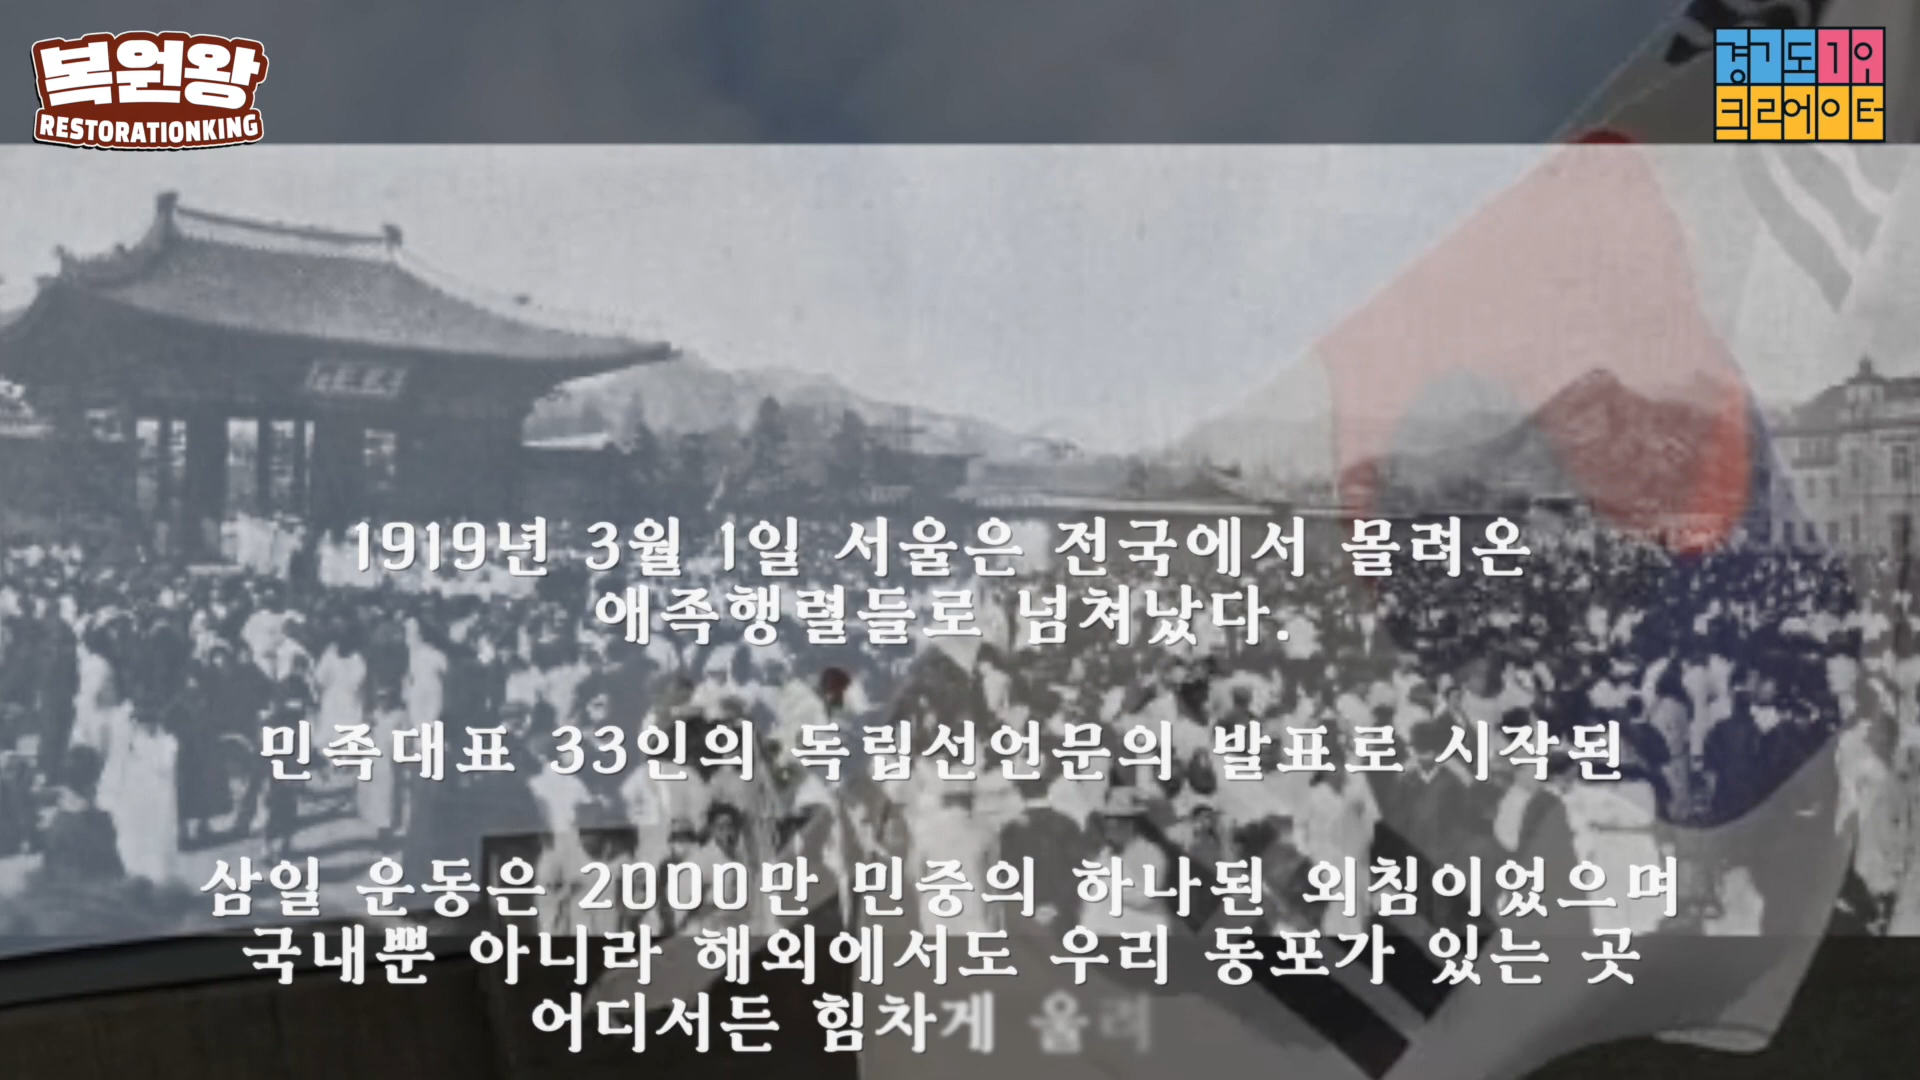 복원왕
RESTORATIONKING
경기도1위
크리에이터
1919년 3월 1일 서울은 전국에서 몰려온
애족행렬들로 넘쳐났다.
민족대표 33인의 독립선언문의 발표로 시작된
삼일 운동은 2000만 민중의 하나된 외침이었으며
국내뿐 아니라 해외에서도 우리 동포가 있는 곳
어디서든 힘차게 울려